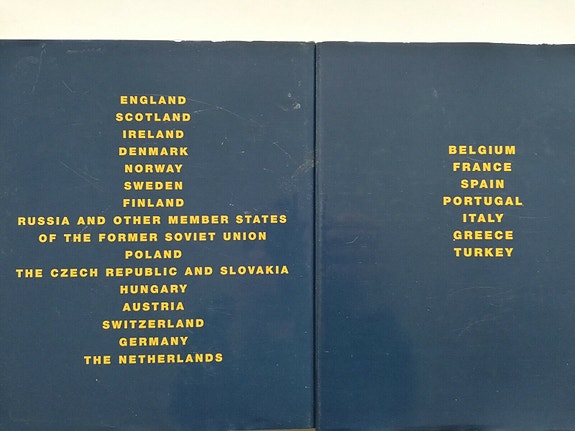 ENGLAND
SCOTLAND
IRELAND
DENMARK
NORWAY
SWEDEN
FINLAND
RUSSIA AND OTHER MEMBER STATES
OF THE FORMER SOVIET UNION
POLAND
THE CZECH REPUBLIC AND SLOVAKIA
HUNGARY
AUSTRIA
SWITZERLAND
GERMANY
THE NETHERLANDS
BELGIUM
FRANCE
SPAIN
PORTUGAL
ITALY
GREECE
TURKEY